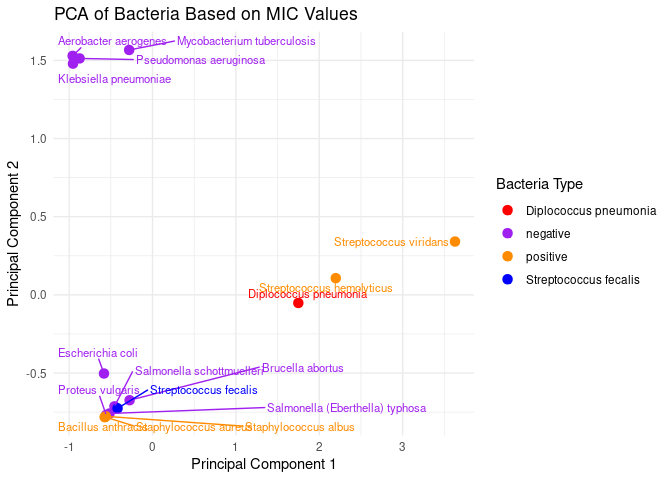 PCA of Bacteria Based on MIC Values
Aerobacter aerogenes
Mycobacterium tuberculosis
Pseudomonas aeruginosa
Klebsiella pneumoniae
Streptococcus viridans
Streptococcus hemolyticus
Diplococcus pneumonia
Escherichia coli
Salmonella schottmuelleri
Brucella abortus
Proteus vulgaris
Streptococcus fecalis
Salmonella (Eberthella) typhosa
Bacillus anthracis
Staphylococcus aureus
Staphylococcus albus
1.5
1.0
0.5
0.0
-0.5
-1
0
1
2
3
Principal Component 1
Principal Component 2
Bacteria Type
Diplococcus pneumonia
negative
positive
Streptococcus fecalis